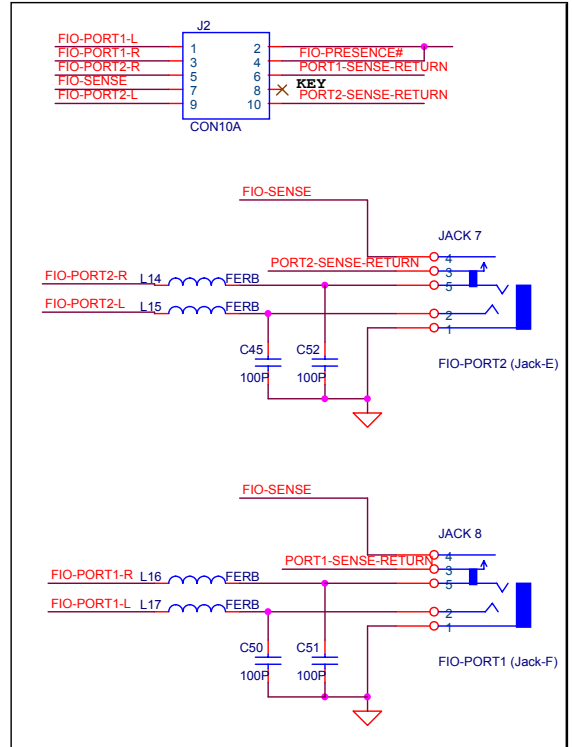 J2
FIO-PORT1-L 1 2
FIO-PORT1-R 3 4 FIO-PRESENCE#
FIO-PORT2-R 5 6 PORT1-SENSE-RETURN
FIO-SENSE 7 8 KEY
FIO-PORT2-L 9 10 PORT2-SENSE-RETURN
CON10A
FIO-SENSE
JACK 7
4
PORT2-SENSE-RETURN 3
FIO-PORT2-R L14 FERB 5
FIO-PORT2-L L15 FERB 2
1
C45 C52
100P 100P
FIO-PORT2 (Jack-E)
FIO-SENSE
JACK 8
4
PORT1-SENSE-RETURN 3
FIO-PORT1-R L16 FERB 5
FIO-PORT1-L L17 FERB 2
1
C50 C51
100P 100P
FIO-PORT1 (Jack-F)